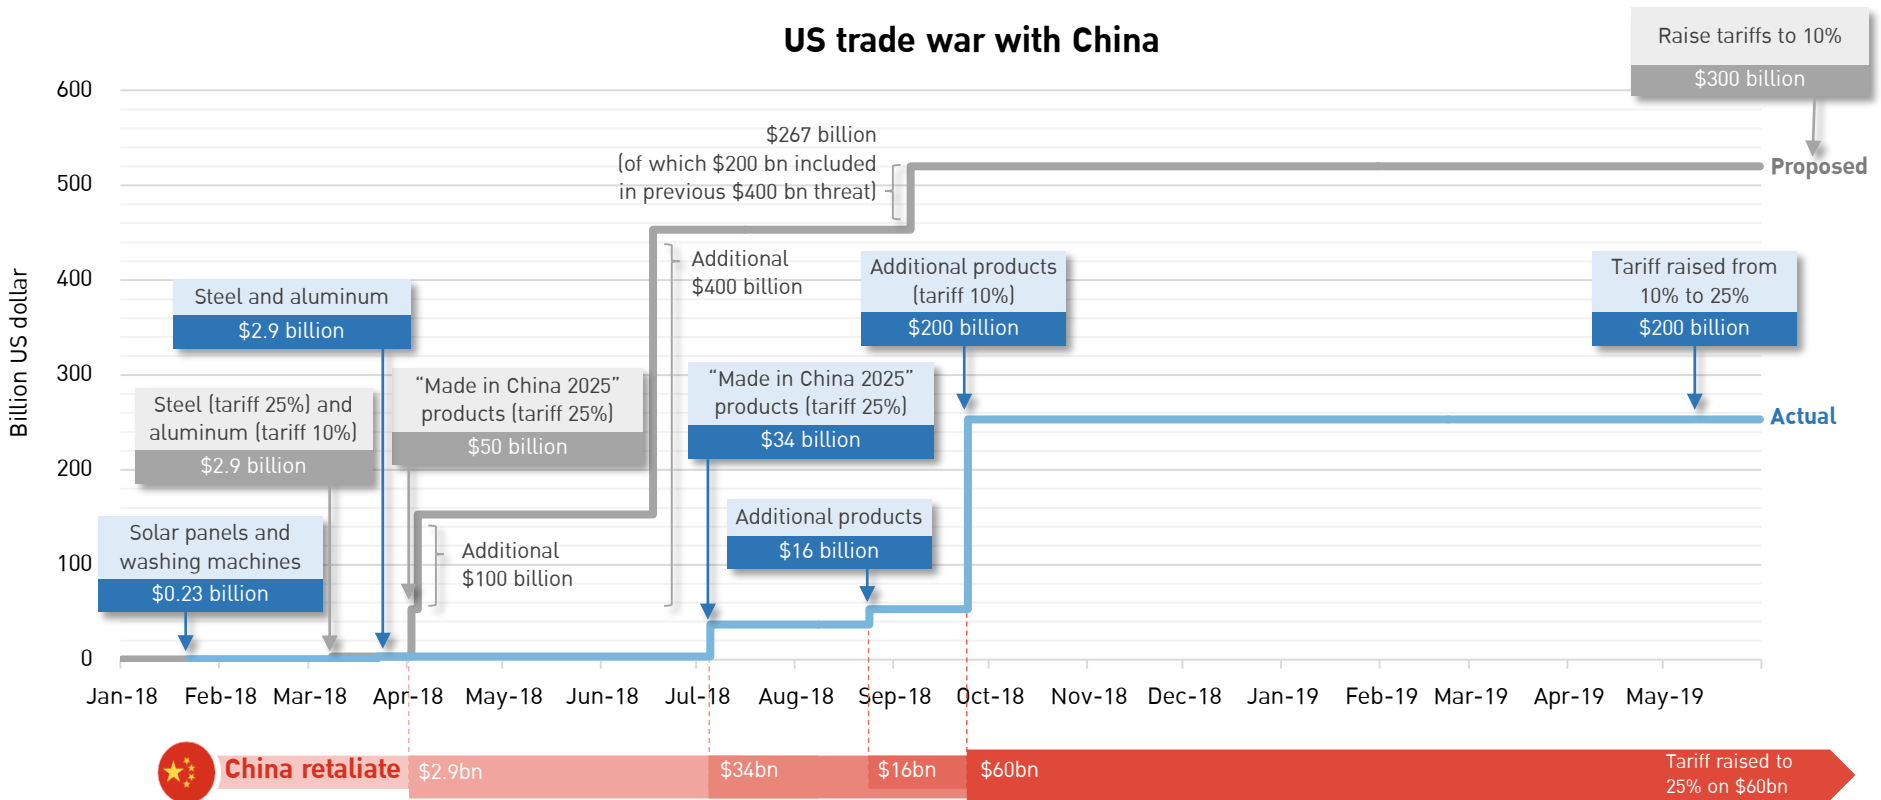 US trade war with China
Raise tariffs to 10%
$300 billion
Billion US dollar
600
500
400
300
200
100
0
$267 billion
(of which $200 bn included
in previous $400 bn threat)
Proposed
Additional
$400 billion
Additional products
(tariff 10%)
$200 billion
Tariff raised from
10% to 25%
$200 billion
Steel and aluminum
$2.9 billion
Steel (tariff 25%) and
aluminum (tariff 10%)
$2.9 billion
"Made in China 2025"
products (tariff 25%)
$50 billion
"Made in China 2025"
products (tariff 25%)
$34 billion
Actual
Solar panels and
washing machines
$0.23 billion
Additional
$100 billion
Additional products
$16 billion
Jan-18 Feb-18 Mar-18 Apr-18 May-18 Jun-18 Jul-18 Aug-18 Sep-18 Oct-18 Nov-18 Dec-18 Jan-19 Feb-19 Mar-19 Apr-19 May-19
China retaliate
$2.9bn
$34bn
$16bn
$60bn
Tariff raised to
25% on $60bn